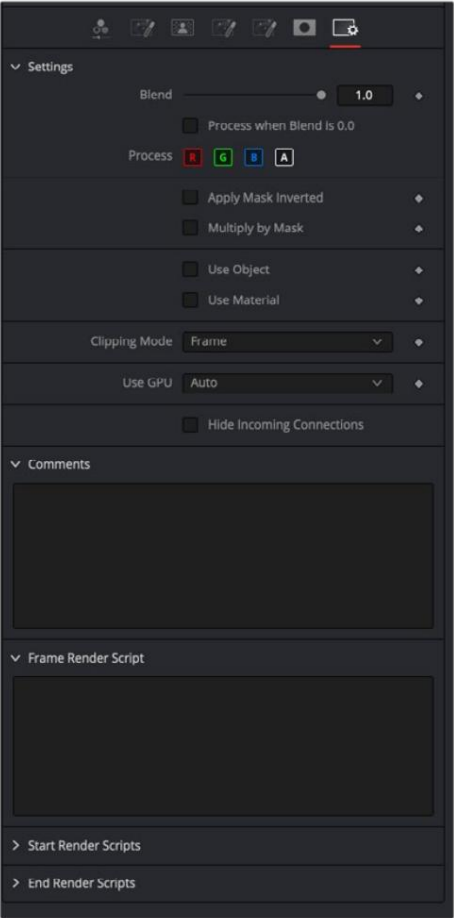 Settings
Blend 1.0
Process when Blend is 0.0
Process R G B A
Apply Mask Inverted
Multiply by Mask
Use Object
Use Material
Clipping Mode Frame
Use GPU Auto
Hide Incoming Connections
Comments
Frame Render Script
Start Render Scripts
End Render Scripts